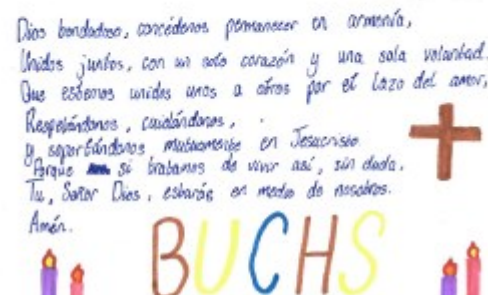 Dios bondadoso, concédenos permanecer en armonía,
Unidos juntos, con un solo corazón y una sola voluntad.
Que estemos unidos unos a otros por el lazo del amor,
Respetándonos, cuidándonos,
y soportándonos mutuamente en Jesucristo.
Porque si tratamos de vivir así, sin duda,
Tu, Señor Dios, estarás en medio de nosotros.
Amén.
BUCHS